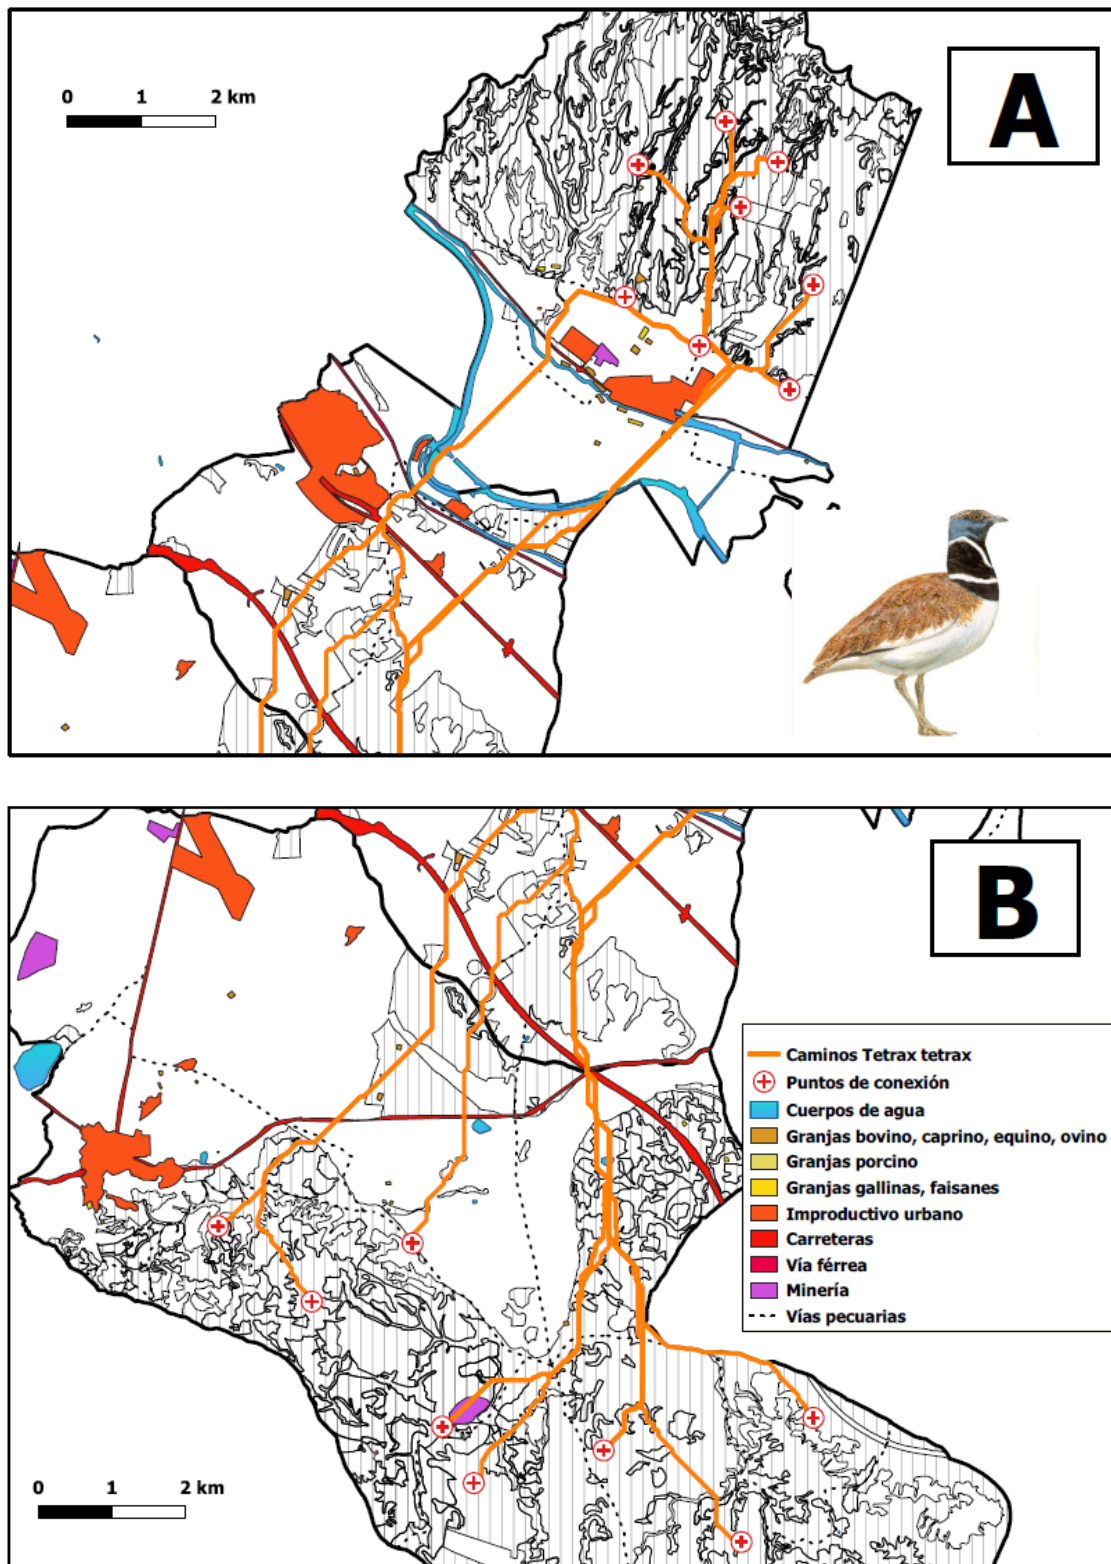 0 1 2 km
A
B
Caminos Tetrax tetrax
Puntos de conexión
Cuerpos de agua
Granjas bovino, caprino, equino, ovino
Granjas porcino
Granjas gallinas, faisanes
Improductivo urbano
Carreteras
Vía férrea
Minería
Vías pecuarias
0 1 2 km